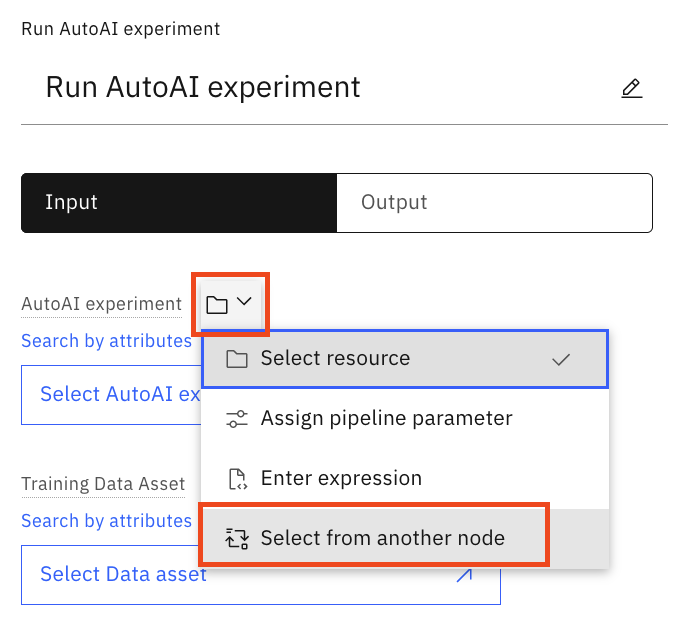 Run AutoAI experiment
Run AutoAI experiment
Input
Output
AutoAI experiment
Search by attributes
Select AutoAI ex
Select resource
Assign pipeline parameter
Enter expression
Select from another node
Training Data Asset
Search by attributes
Select Data asset